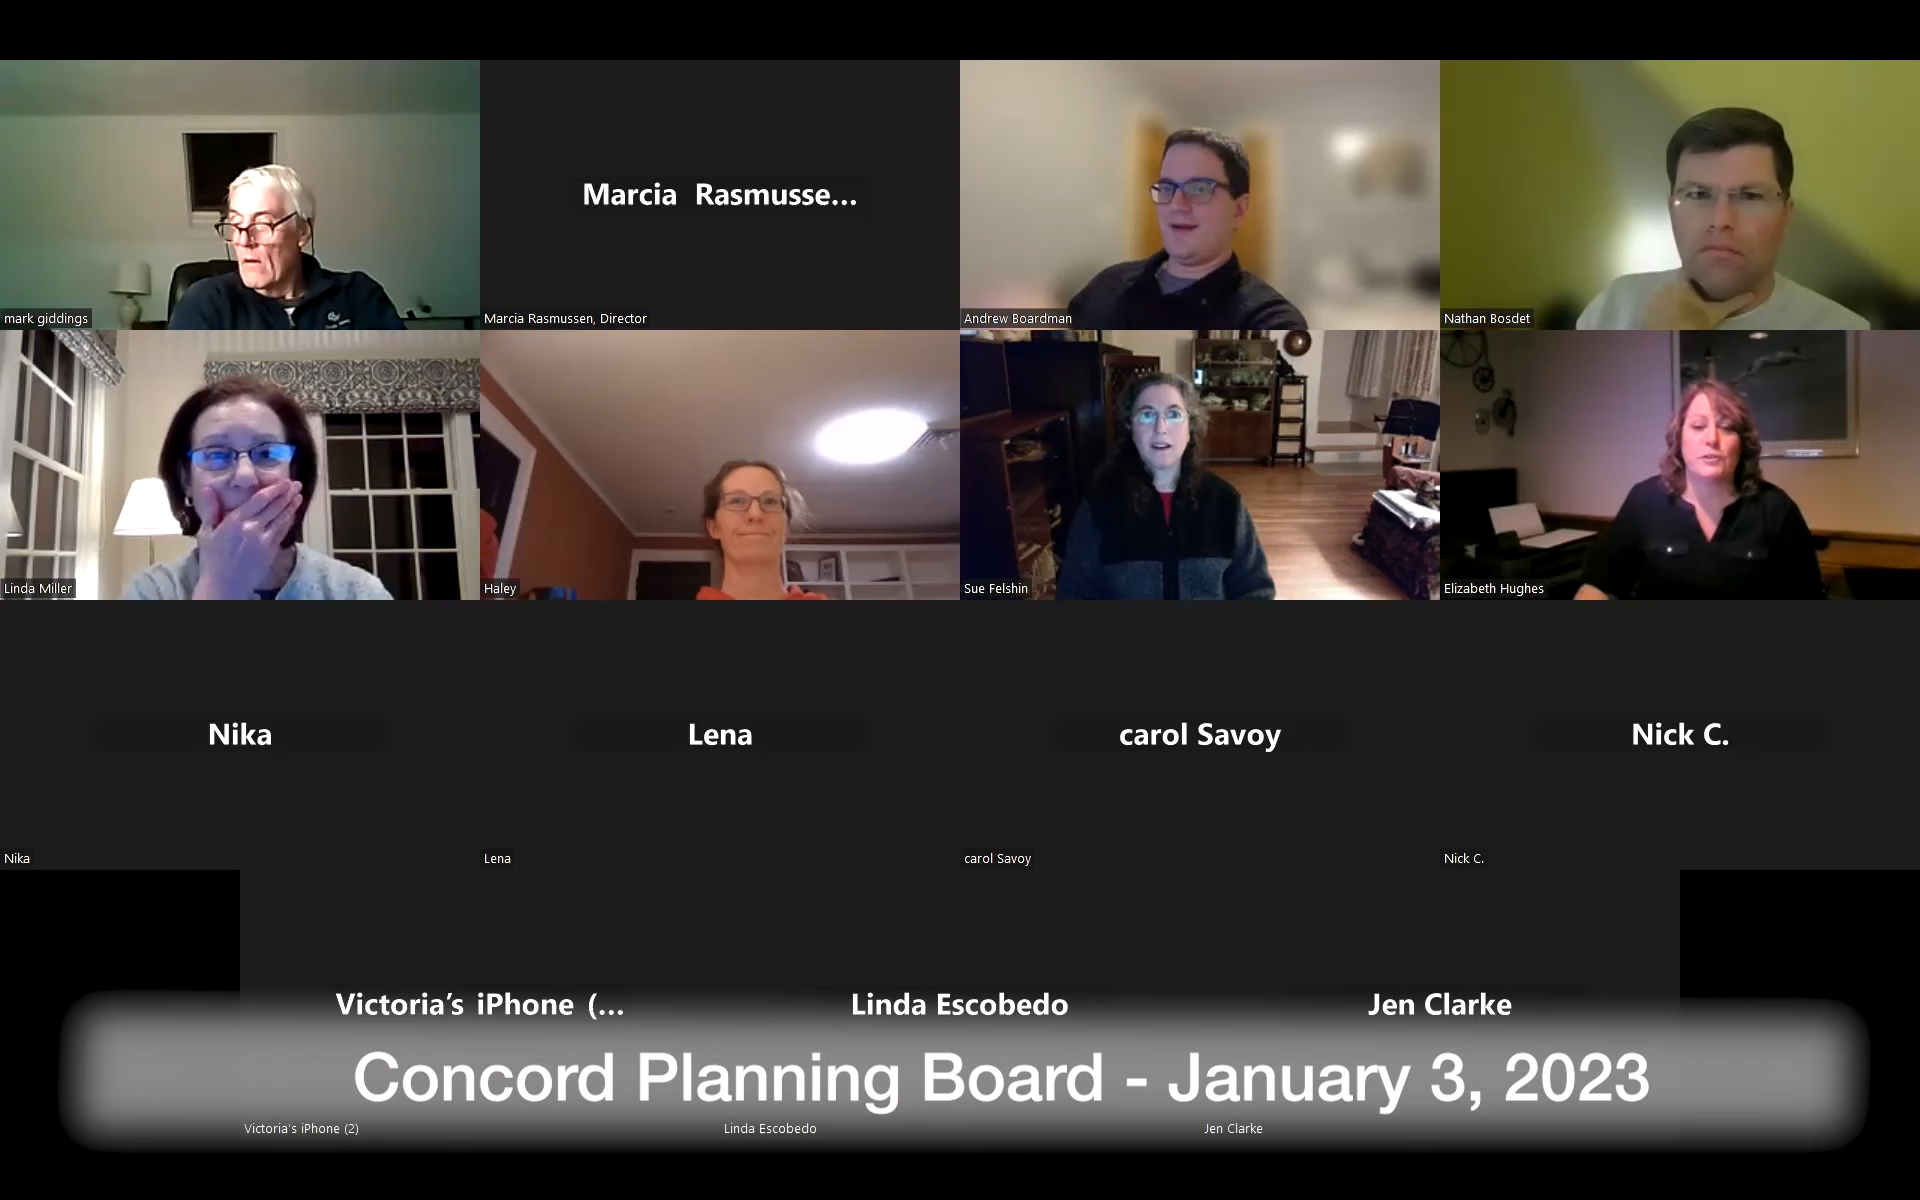 Marcia Rasmusse...
mark giddings
Marcia Rasmussen, Director
Andrew Boardman
Nathan Bosdet
Linda Miller
Haley
Sue Felshin
Elizabeth Hughes
Nika
Lena
carol Savoy
Nick C.
Nika
Lena
carol Savoy
Nick C.
Victoria's iPhone (...
Linda Escobedo
Jen Clarke
Concord Planning Board - January 3, 2023
Victoria's iPhone (2)
Linda Escobedo
Jen Clarke